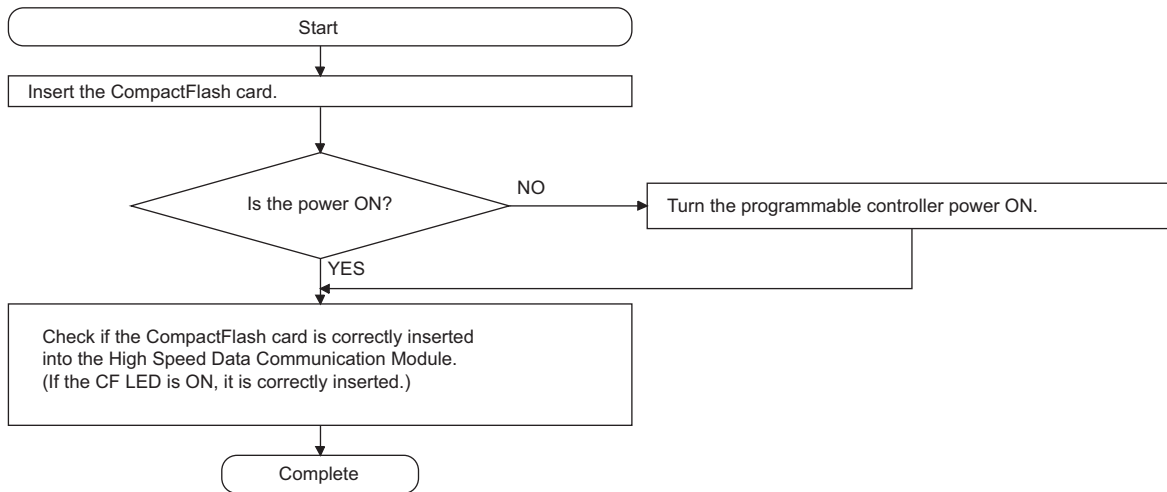 Start
Insert the CompactFlash card.
Is the power ON?
NO
Turn the programmable controller power ON.
YES
Check if the CompactFlash card is correctly inserted
into the High Speed Data Communication Module.
(If the CF LED is ON, it is correctly inserted.)
Complete